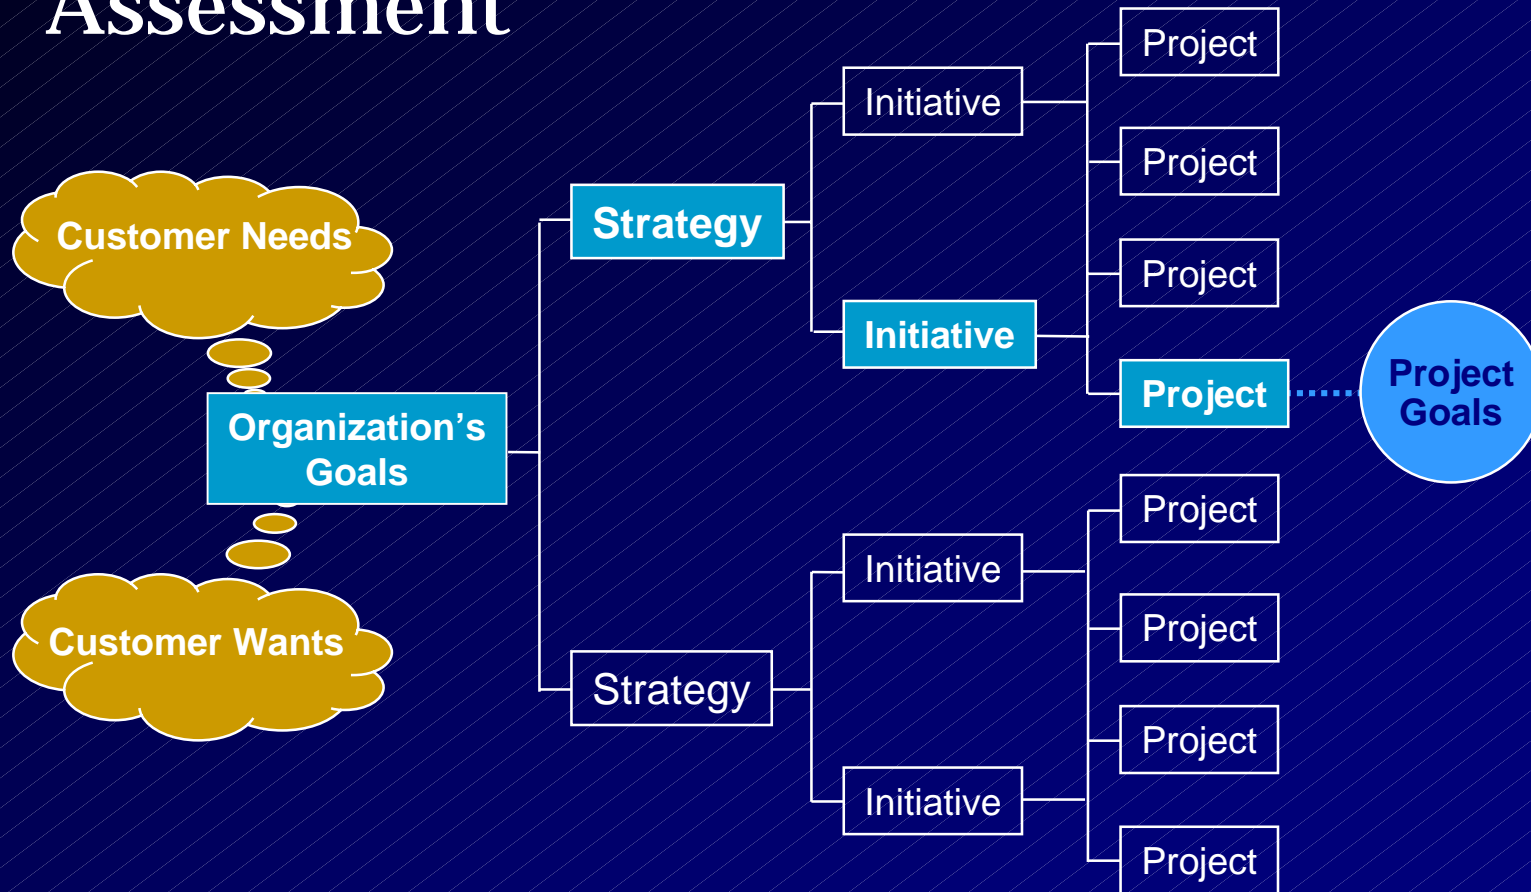 Assessment
Customer Needs
Customer Wants
Organization's
Goals
Strategy
Strategy
Initiative
Initiative
Initiative
Initiative
Project
Project
Project
Project
Project
Project
Project
Project
Project
Goals